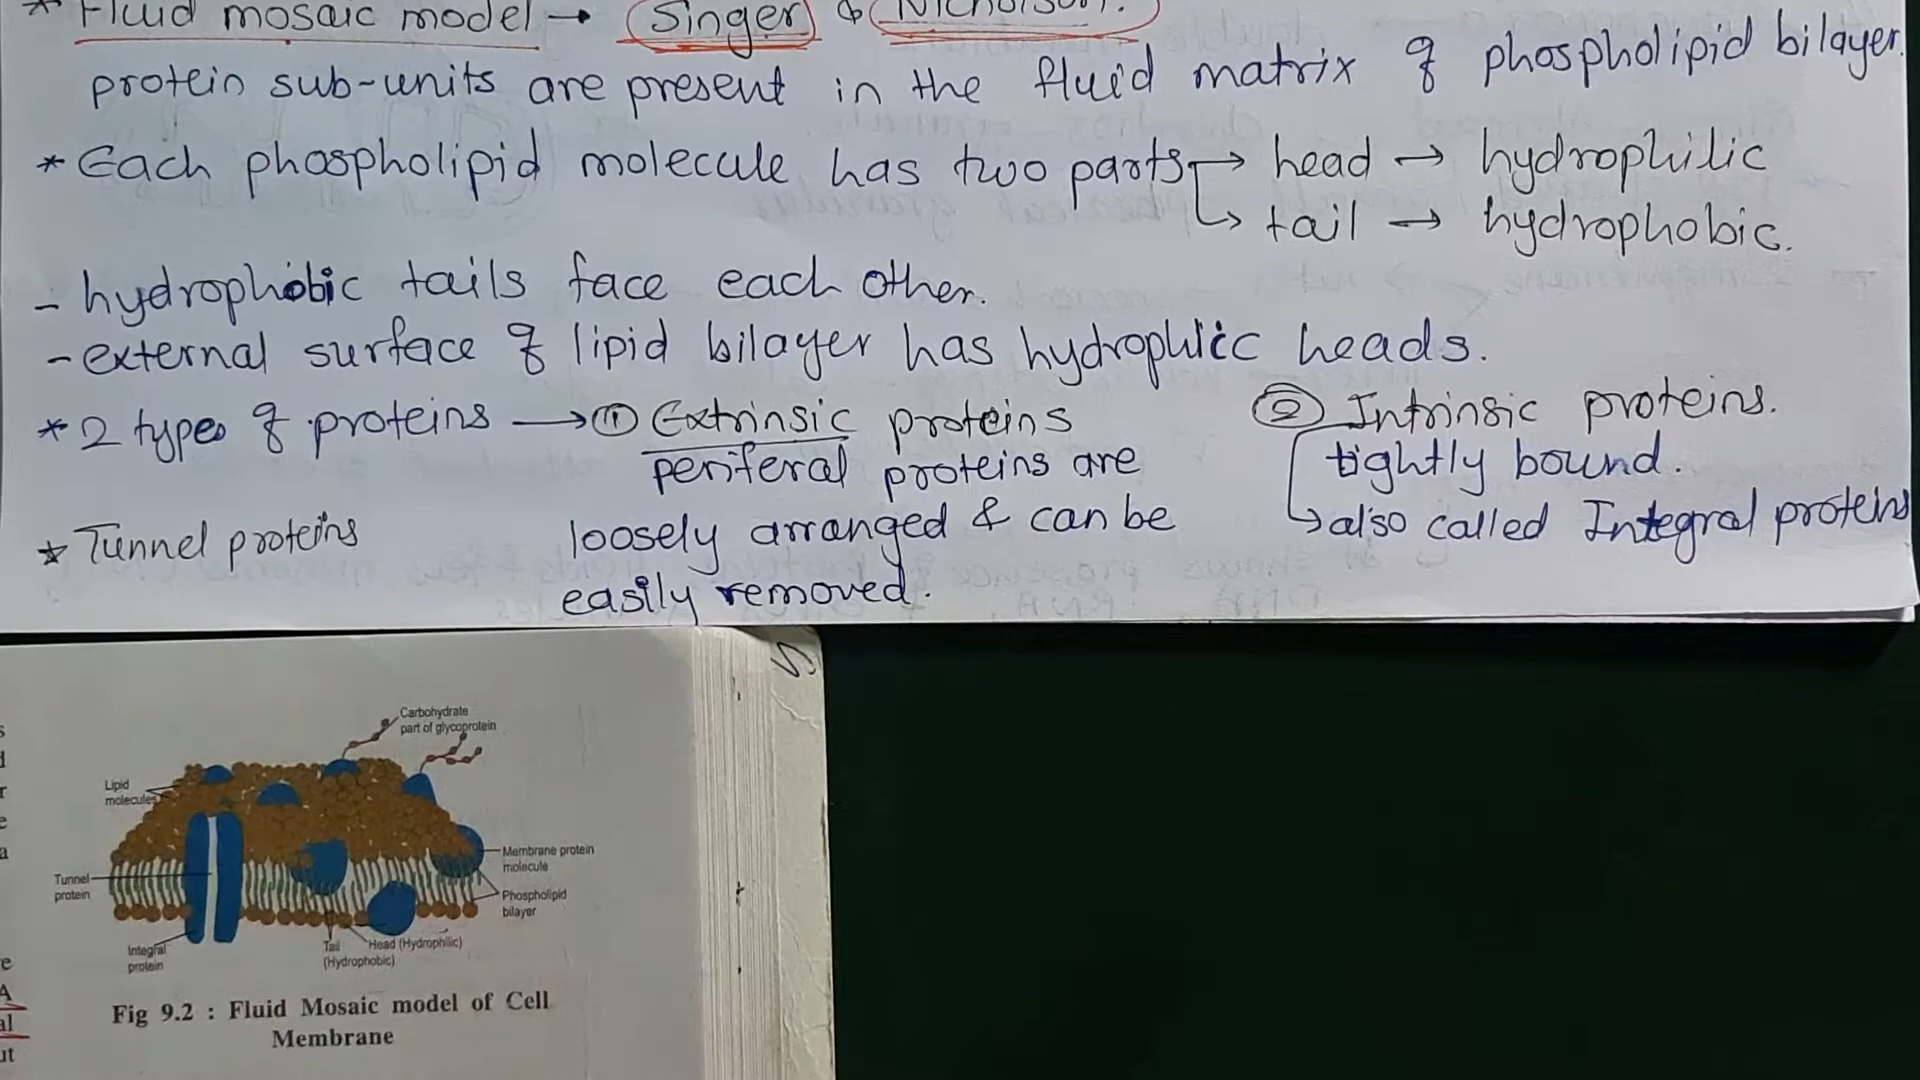 * Fluid mosaic model → Singer &
protein sub-units are present in the fluid matrix of phospholipid bilayer.
* Each phospholipid molecule has two parts → head → hydrophilic
→ tail → hydrophobic.
- hydrophobic tails face each other.
- external surface of lipid bilayer has hydrophlic heads.
* 2 types of proteins → ① Extrinsic proteins
periferal proteins are
loosely arranged & can be
easily removed.
② Intrinsic proteins.
tightly bound.
↳ also called Integral proteins
* Tunnel proteins
Carbohydrate
part of glycoprotein
Lipid
molecules
Membrane protein
molecule
Tunnel
protein
Phospholipid
bilayer
Integral
protein
Tail
(Hydrophobic)
Head (Hydrophilic)
Fig 9.2 : Fluid Mosaic model of Cell
Membrane